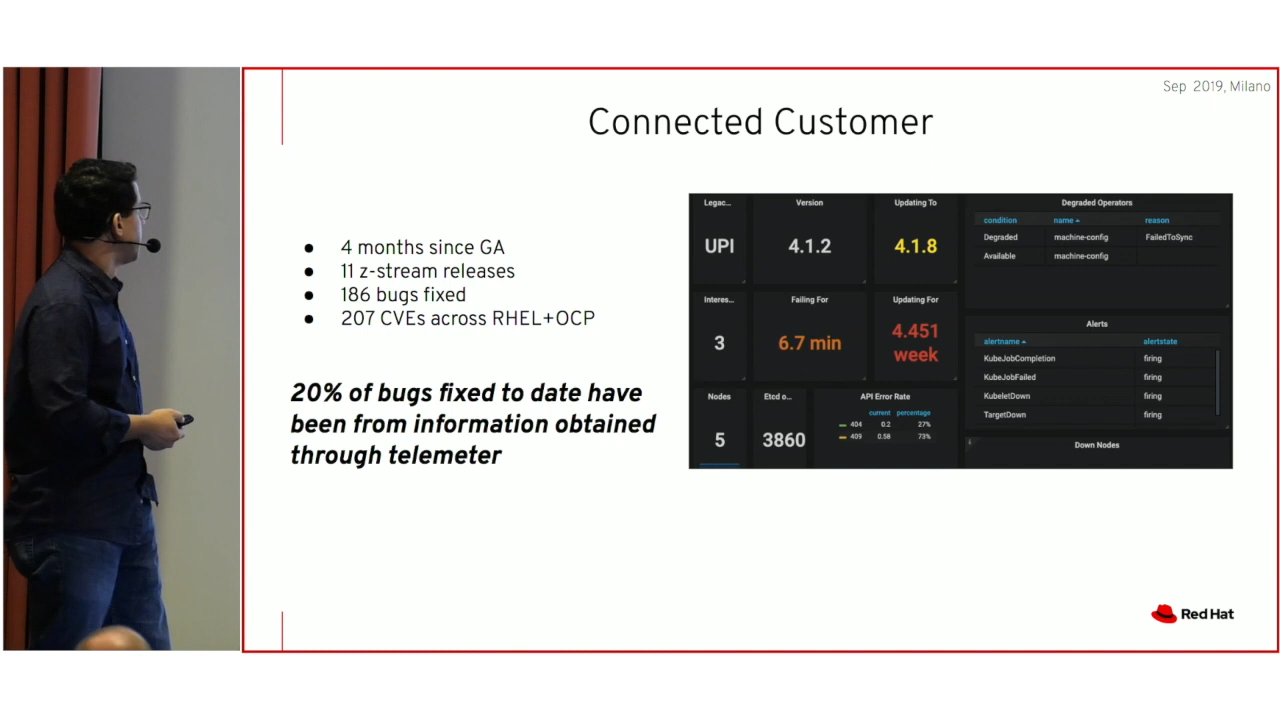 Sep 2019, Milano
Connected Customer
● 4 months since GA
● 11 z-stream releases
● 186 bugs fixed
● 207 CVEs across RHEL+OCP
20% of bugs fixed to date have
been from information obtained
through telemeter
Legac...
UPI
Version
4.1.2
Updating To
4.1.8
Degraded Operators
condition name reason
Degraded machine-config FailedToSync
Available machine-config
Interes...
3
Failing For
6.7 min
Updating For
4.451
week
Alerts
alertname alertstate
KubeJobCompletion firing
KubeJobFailed firing
KubeletDown firing
TargetDown firing
Nodes
5
Etcd o...
3860
API Error Rate
current percentage
404 0.2 27%
409 0.58 73%
i
Down Nodes
Red Hat